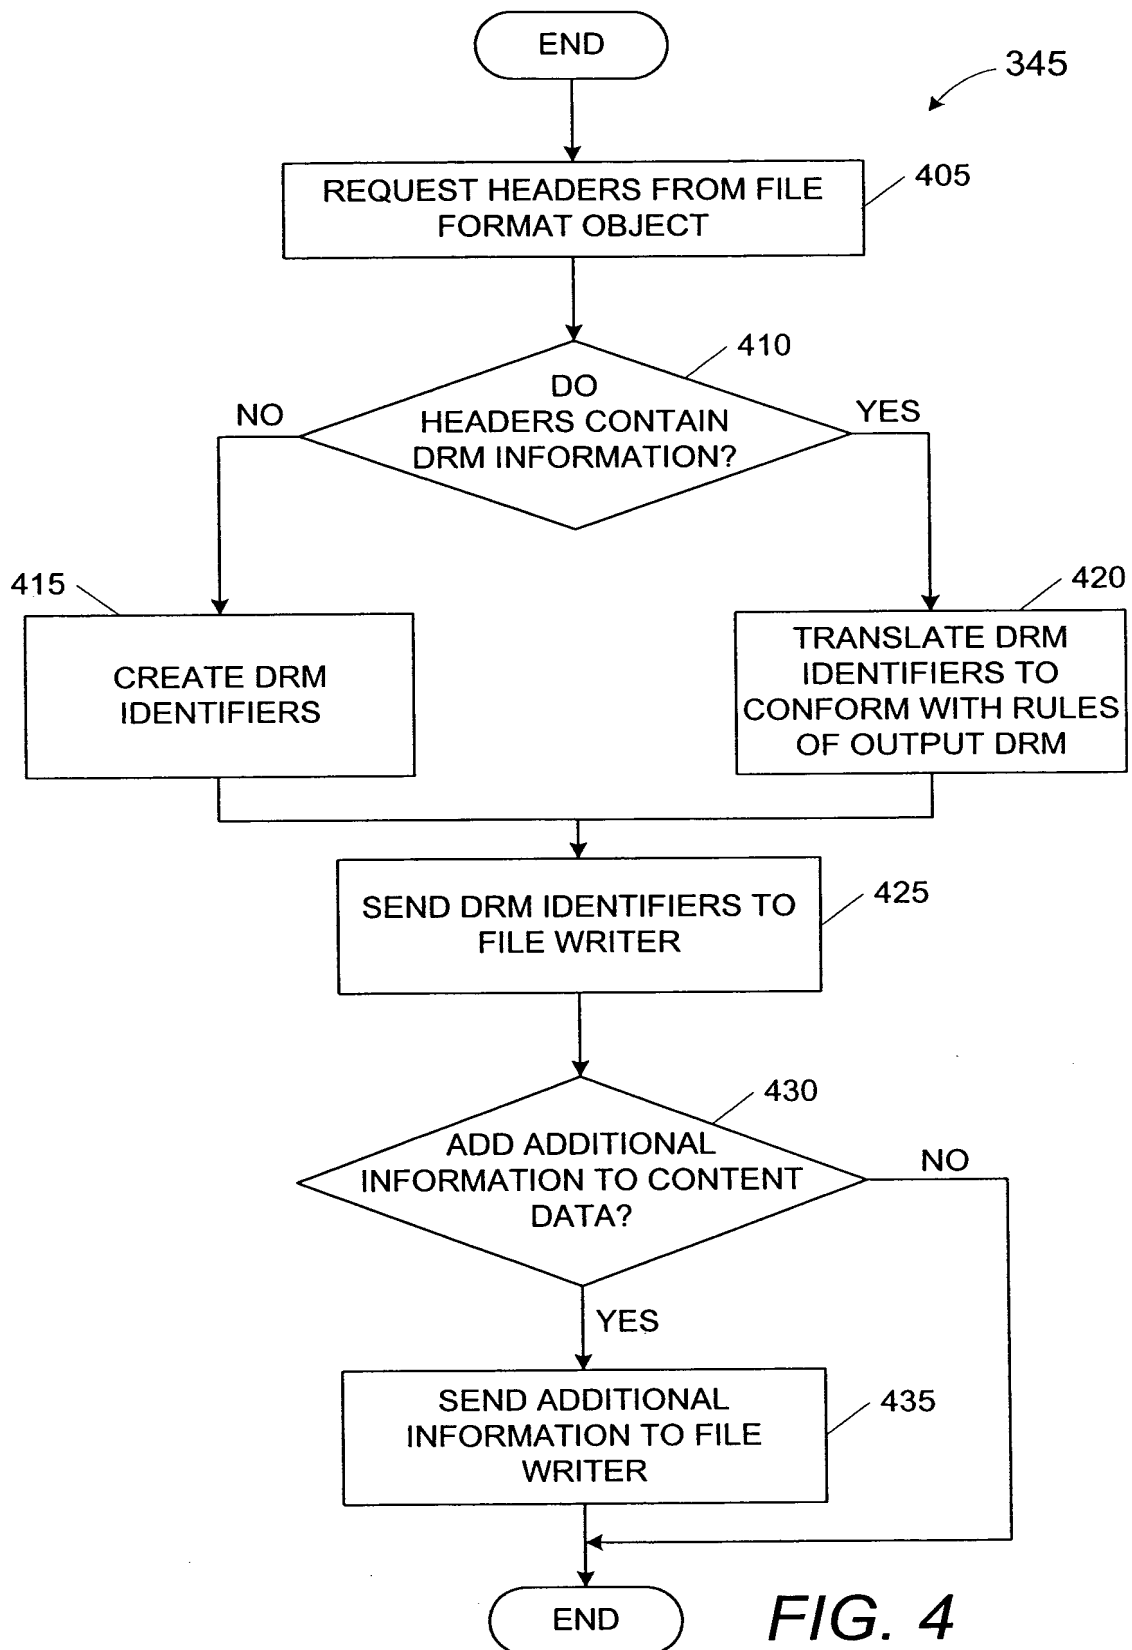 END
345
REQUEST HEADERS FROM FILE
FORMAT OBJECT
405
410
DO
HEADERS CONTAIN
DRM INFORMATION?
NO
YES
415
CREATE DRM
IDENTIFIERS
420
TRANSLATE DRM
IDENTIFIERS TO
CONFORM WITH RULES
OF OUTPUT DRM
SEND DRM IDENTIFIERS TO
FILE WRITER
425
430
ADD ADDITIONAL
INFORMATION TO CONTENT
DATA?
NO
YES
SEND ADDITIONAL
INFORMATION TO FILE
WRITER
435
END
FIG. 4